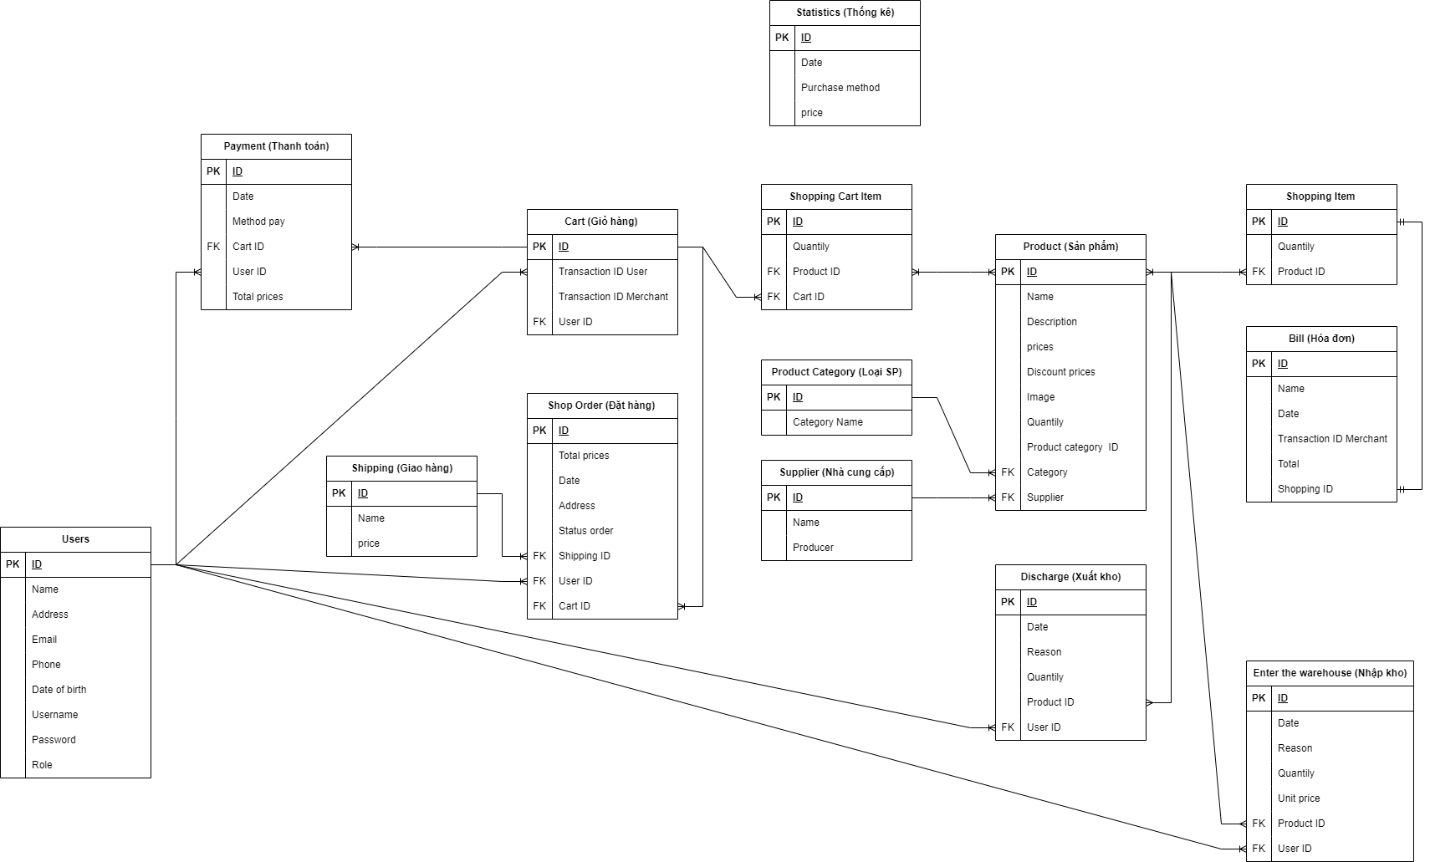 Statistics (Thống kê)
PK ID
Date
Purchase method
price
Payment (Thanh toán)
PK ID
Date
Method pay
FK Cart ID
User ID
Total prices
Cart (Giỏ hàng)
PK ID
Transaction ID User
Transaction ID Merchant
FK User ID
Shopping Cart Item
PK ID
Quantily
FK Product ID
FK Cart ID
Product (Sản phẩm)
PK ID
Name
Description
prices
Discount prices
Image
Quantily
Product category ID
FK Category
FK Supplier
Shopping Item
PK ID
Quantily
FK Product ID
Bill (Hóa đơn)
PK ID
Name
Date
Transaction ID Merchant
Total
Shopping ID
Product Category (Loại SP)
PK ID
Category Name
Supplier (Nhà cung cấp)
PK ID
Name
Producer
Shop Order (Đặt hàng)
PK ID
Total prices
Date
Address
Status order
FK Shipping ID
FK User ID
FK Cart ID
Shipping (Giao hàng)
PK ID
Name
price
Users
PK ID
Name
Address
Email
Phone
Date of birth
Username
Password
Role
Discharge (Xuất kho)
PK ID
Date
Reason
Quantily
Product ID
FK User ID
Enter the warehouse (Nhập kho)
PK ID
Date
Reason
Quantily
Unit price
FK Product ID
FK User ID